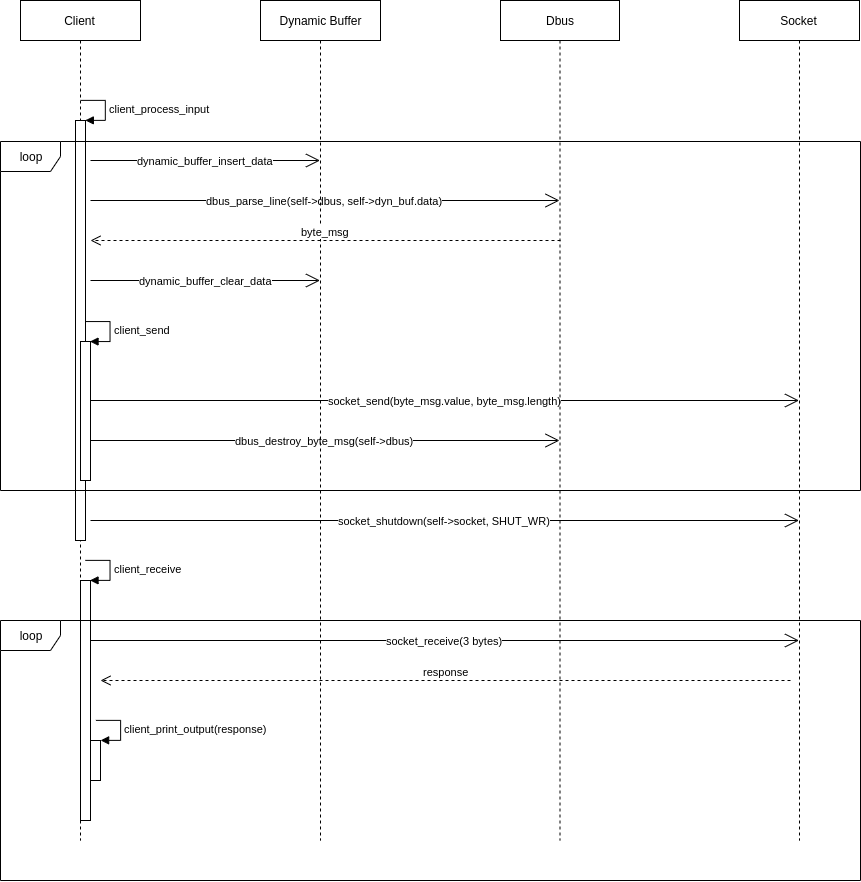 Client
Dynamic Buffer
Dbus
Socket
client_process_input
loop
dynamic_buffer_insert_data
dbus_parse_line(self->dbus, self->dyn_buf.data)
byte_msg
dynamic_buffer_clear_data
client_send
socket_send(byte_msg.value, byte_msg.length)
dbus_destroy_byte_msg(self->dbus)
socket_shutdown(self->socket, SHUT_WR)
client_receive
loop
socket_receive(3 bytes)
response
client_print_output(response)